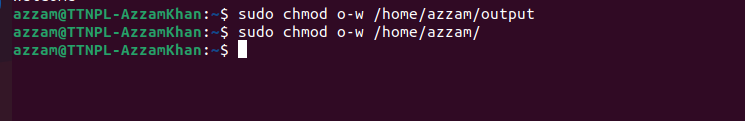 azzam@TTNPL-AzzamKhan:~$ sudo chmod o-w /home/azzam/output
azzam@TTNPL-AzzamKhan:~$ sudo chmod o-w /home/azzam/
azzam@TTNPL-AzzamKhan:~$